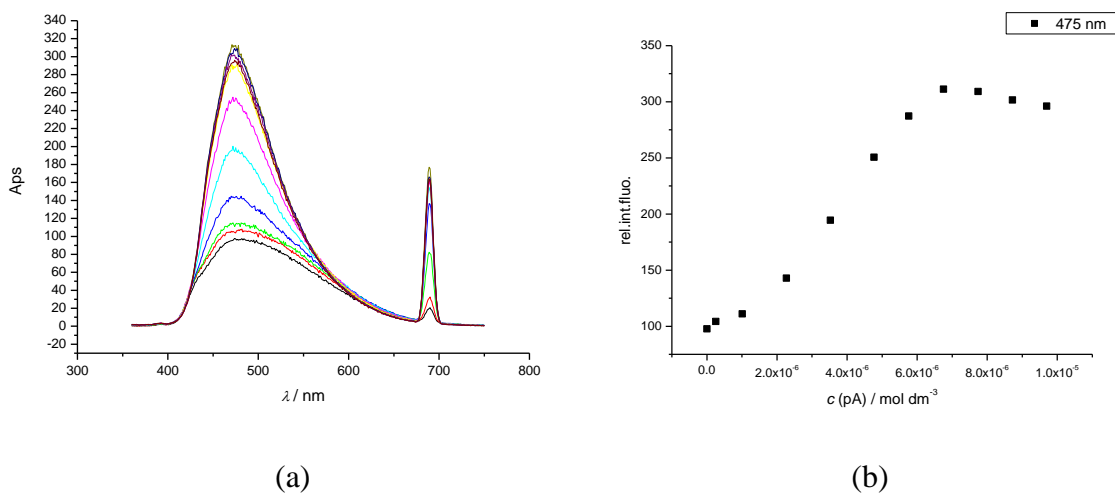 340
320
300
280
260
240
220
200
180
160
140
120
100
80
60
40
20
0
-20
Aps
300 400 500 600 700 800
λ / nm
(a)
475 nm
350
300
250
200
150
100
rel.int.fluo.
0.0 2.0x10⁻⁶ 4.0x10⁻⁶ 6.0x10⁻⁶ 8.0x10⁻⁶ 1.0x10⁻⁵
c (pA) / mol dm⁻³
(b)